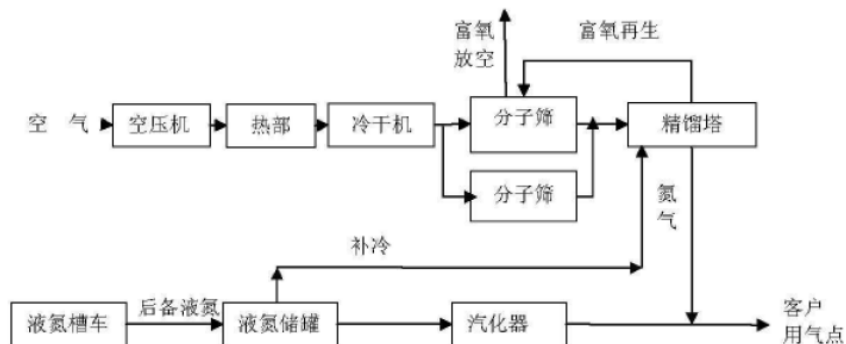 富氧
放空
富氧再生
空 气
空压机
热部
冷干机
分子筛
精馏塔
分子筛
氮
气
补冷
液氮槽车
后备液氮
液氮储罐
汽化器
客户
用气点